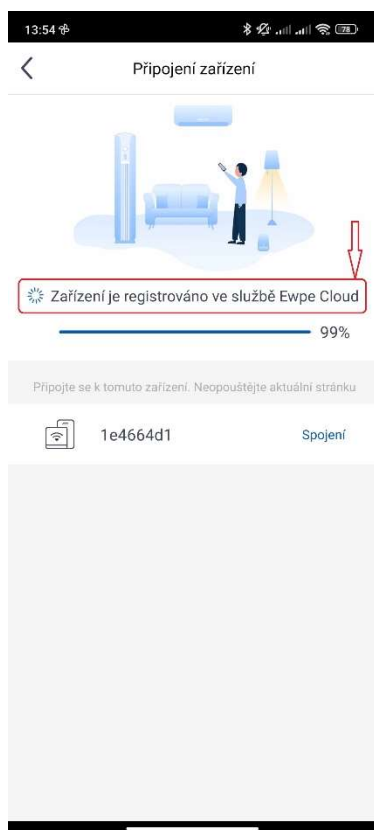 13:54
78
Připojení zařízení
Zařízení je registrováno ve službě Ewpe Cloud
99%
Připojte se k tomuto zařízení. Neopouštějte aktuální stránku
1e4664d1 Spojení